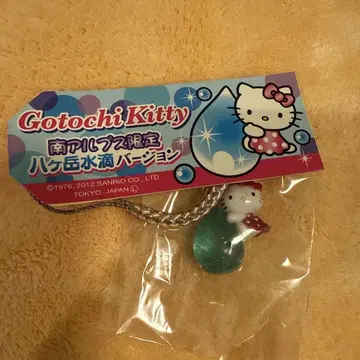 Gotochi Kitty
南アルプス限定
八ヶ岳水滴バージョン
©1976, 2012 SANRIO CO., LTD.
TOKYO, JAPAN Ⓛ